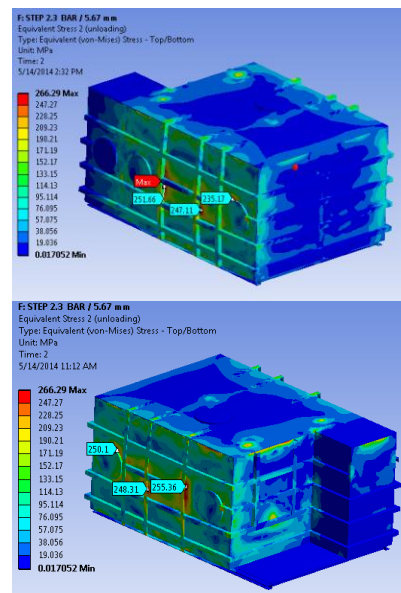 F: STEP 2.3 BAR / 5.67 mm
Equivalent Stress 2 (unloading)
Type: Equivalent (von-Mises) Stress - Top/Bottom
Unit: MPa
Time: 2
5/14/2014 2:32 PM
266.29 Max
247.27
228.25
209.23
190.21
171.19
152.17
133.15
114.13
95.114
76.095
57.075
38.056
19.036
0.017052 Min
Max
251.66
247.11
235.17
F: STEP 2.3 BAR / 5.67 mm
Equivalent Stress 2 (unloading)
Type: Equivalent (von-Mises) Stress - Top/Bottom
Unit: MPa
Time: 2
5/14/2014 11:12 AM
266.29 Max
247.27
228.25
209.23
190.21
171.19
152.17
133.15
114.13
95.114
76.095
57.075
38.056
19.036
0.017052 Min
250.1
248.31
255.36